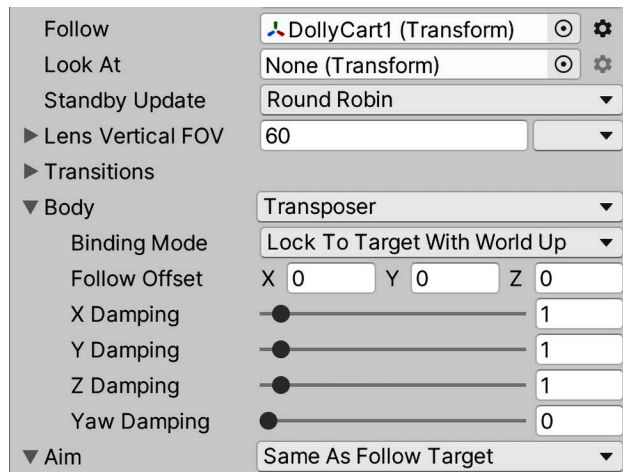 Follow DollyCart1 (Transform)
Look At None (Transform)
Standby Update Round Robin
Lens Vertical FOV 60
Transitions
Body Transposer
Binding Mode Lock To Target With World Up
Follow Offset X 0 Y 0 Z 0
X Damping 1
Y Damping 1
Z Damping 1
Yaw Damping 0
Aim Same As Follow Target